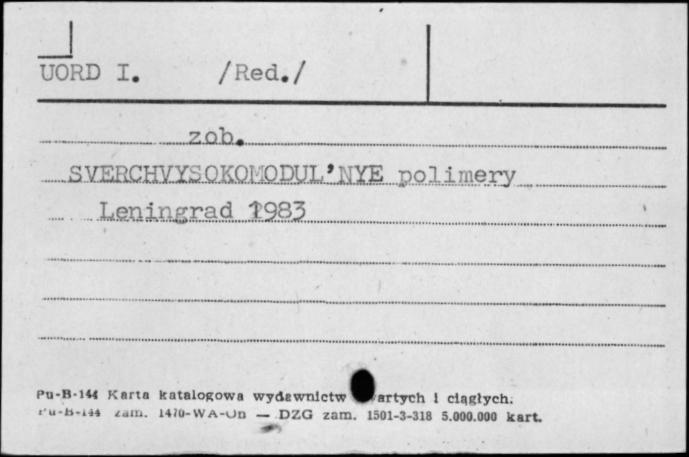 UORD I. /Red./
zob.
SVERCHVYSOKOMODUL'NYE polimery
Leningrad 1983
Pu-B-144 Karta katalogowa wydawnictw artych i ciągłych.
Pu-B-144 zam. 1470-WA-Un — DZG zam. 1501-3-318 5.000.000 kart.